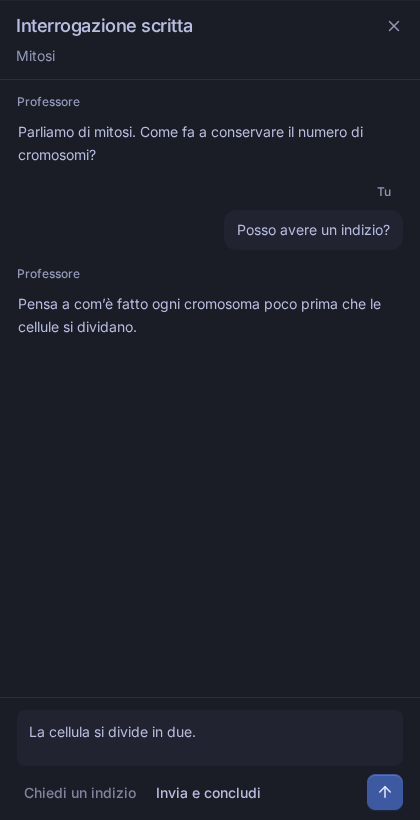 Interrogazione scritta
Mitosi
Professore
Parliamo di mitosi. Come fa a conservare il numero di
cromosomi?
Tu
Posso avere un indizio?
Professore
Pensa a com’è fatto ogni cromosoma poco prima che le
cellule si dividano.
La cellula si divide in due.
Chiedi un indizio
Invia e concludi